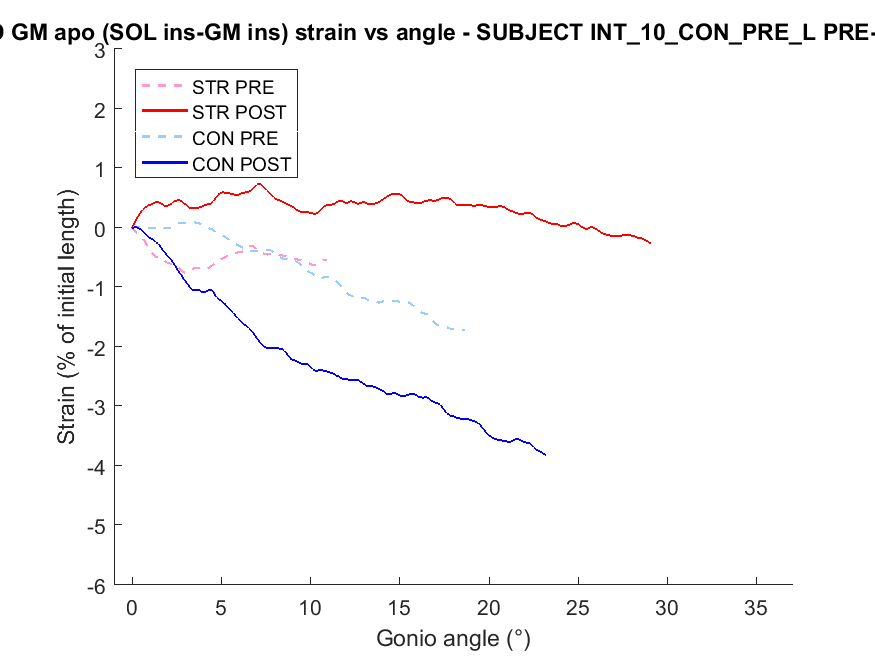 GM apo (SOL ins-GM ins) strain vs angle - SUBJECT INT_10_CON_PRE_L PRE-
3
2
1
0
-1
-2
-3
-4
-5
-6
STR PRE
STR POST
CON PRE
CON POST
Strain (% of initial length)
0 5 10 15 20 25 30 35
Gonio angle (°)